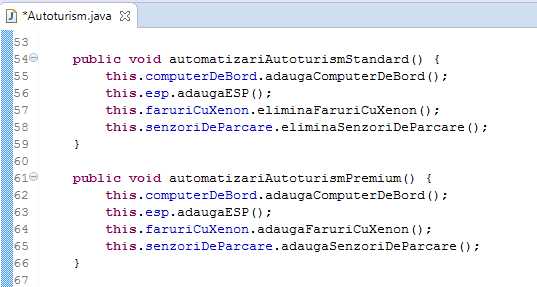 *Autoturism.java
53
54 public void automatizariAutoturismStandard() {
55 this.computerDeBord.adaugaComputerDeBord();
56 this.esp.adaugaESP();
57 this.faruriCuXenon.eliminaFaruriCuXenon();
58 this.senzoriDeParcare.eliminaSenzoriDeParcare();
59 }
60
61 public void automatizariAutoturismPremium() {
62 this.computerDeBord.adaugaComputerDeBord();
63 this.esp.adaugaESP();
64 this.faruriCuXenon.adaugaFaruriCuXenon();
65 this.senzoriDeParcare.adaugaSenzoriDeParcare();
66 }
67